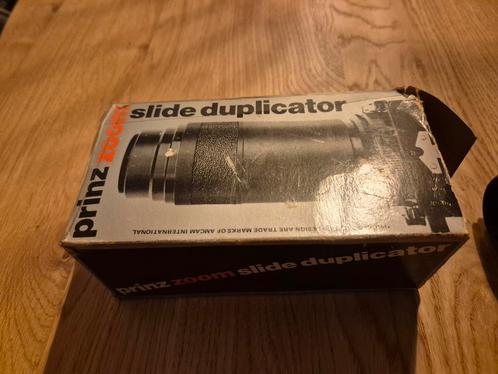 prinz zoom
slide duplicator
DESIGN ARE TRADE MARKS OF AMCAM INTERNATIONAL
prinz zoom slide duplicator